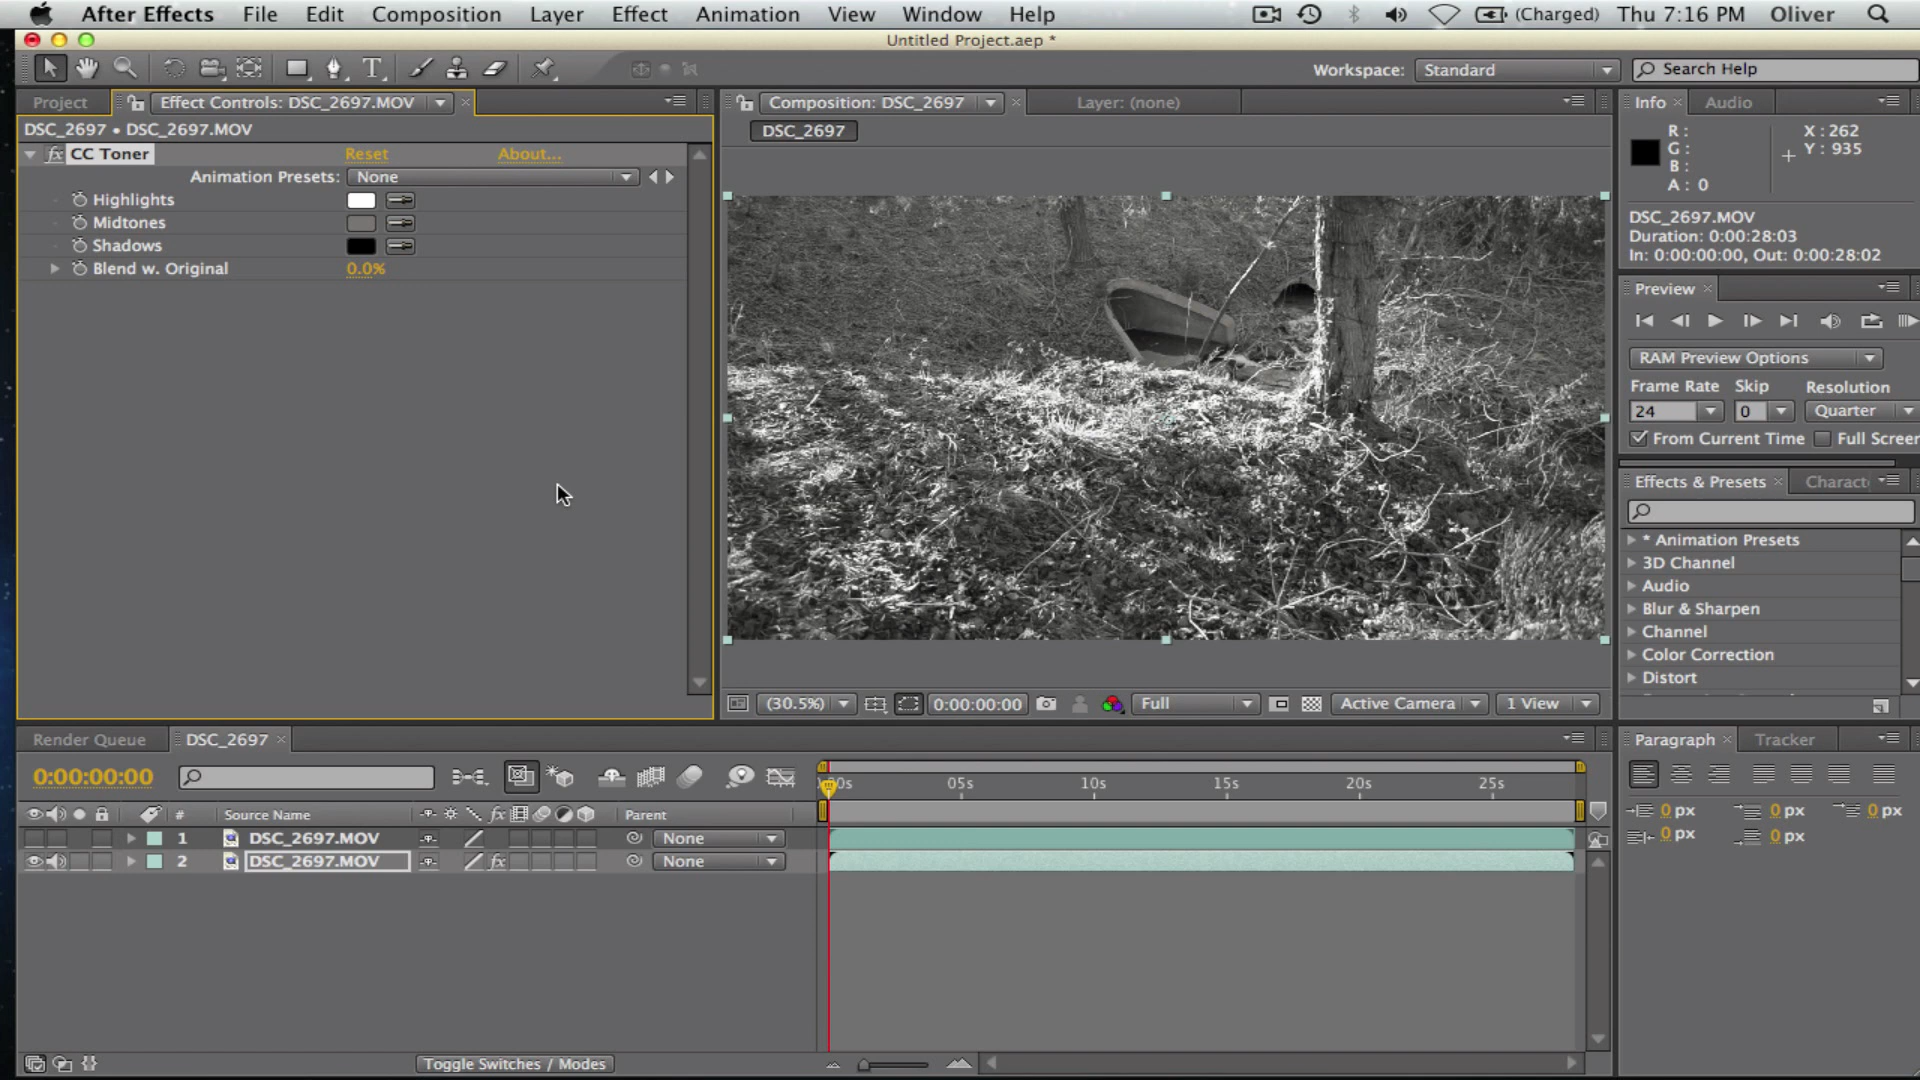 After Effects File Edit Composition Layer Effect Animation View Window Help (Charged) Thu 7:16 PM Oliver
Untitled Project.aep *
Workspace: Standard Search Help
Project Effect Controls: DSC_2697.MOV
DSC_2697 • DSC_2697.MOV
fx CC Toner Reset About...
Animation Presets: None
Highlights
Midtones
Shadows
Blend w. Original 0.0%
Composition: DSC_2697 Layer: (none)
DSC_2697
(30.5%) 0:00:00:00 Full Active Camera 1 View
Info Audio
R : X : 262
G : Y : 935
B :
A : 0
DSC_2697.MOV
Duration: 0:00:28:03
In: 0:00:00:00, Out: 0:00:28:02
Preview
RAM Preview Options
Frame Rate Skip Resolution
24 0 Quarter
From Current Time Full Screen
Effects & Presets Charact
* Animation Presets
3D Channel
Audio
Blur & Sharpen
Channel
Color Correction
Distort
Render Queue DSC_2697
0:00:00:00
00s 05s 10s 15s 20s 25s
# Source Name fx Parent
1 DSC_2697.MOV None
2 DSC_2697.MOV fx None
Toggle Switches / Modes
Paragraph Tracker
0 px 0 px 0 px
0 px 0 px